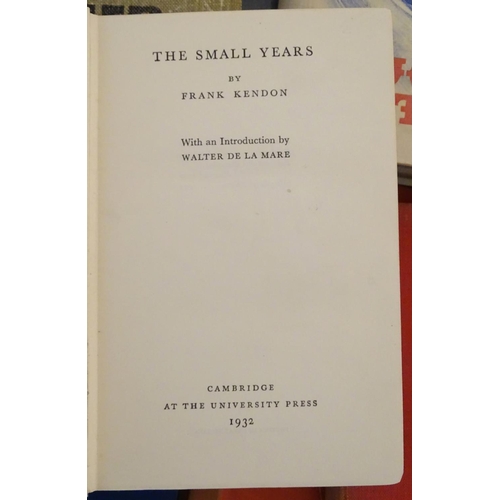 THE SMALL YEARS
BY
FRANK KENDON
With an Introduction by
WALTER DE LA MARE
CAMBRIDGE
AT THE UNIVERSITY PRESS
1932